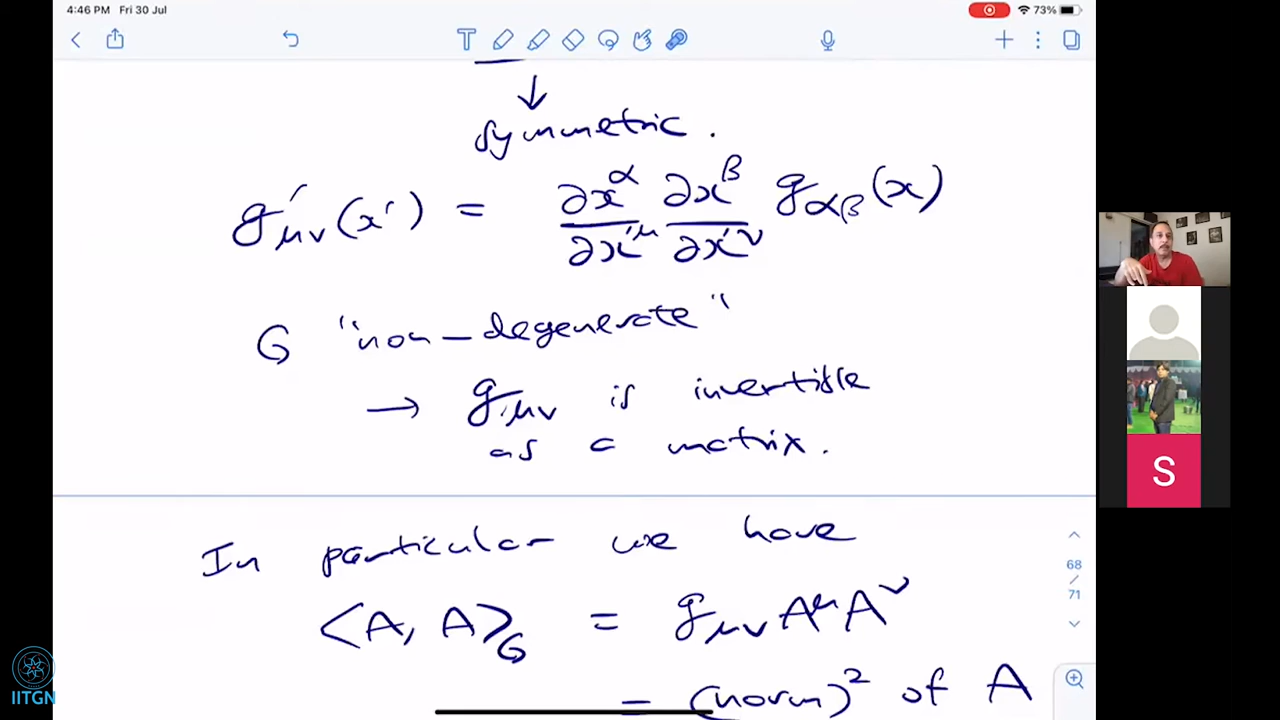 4:46 PM Fri 30 Jul
73%
T
↓
symmetric.
g'μν(x') = ∂x^α/∂x'^μ ∂x^β/∂x'^ν gαβ(x)
G "non-degenerate"
→ gμν is invertible
as a matrix.
In particular we have
<A, A>_G = gμν A^μ A^ν
= (norm)² of A
68
/
71
S
IITGN